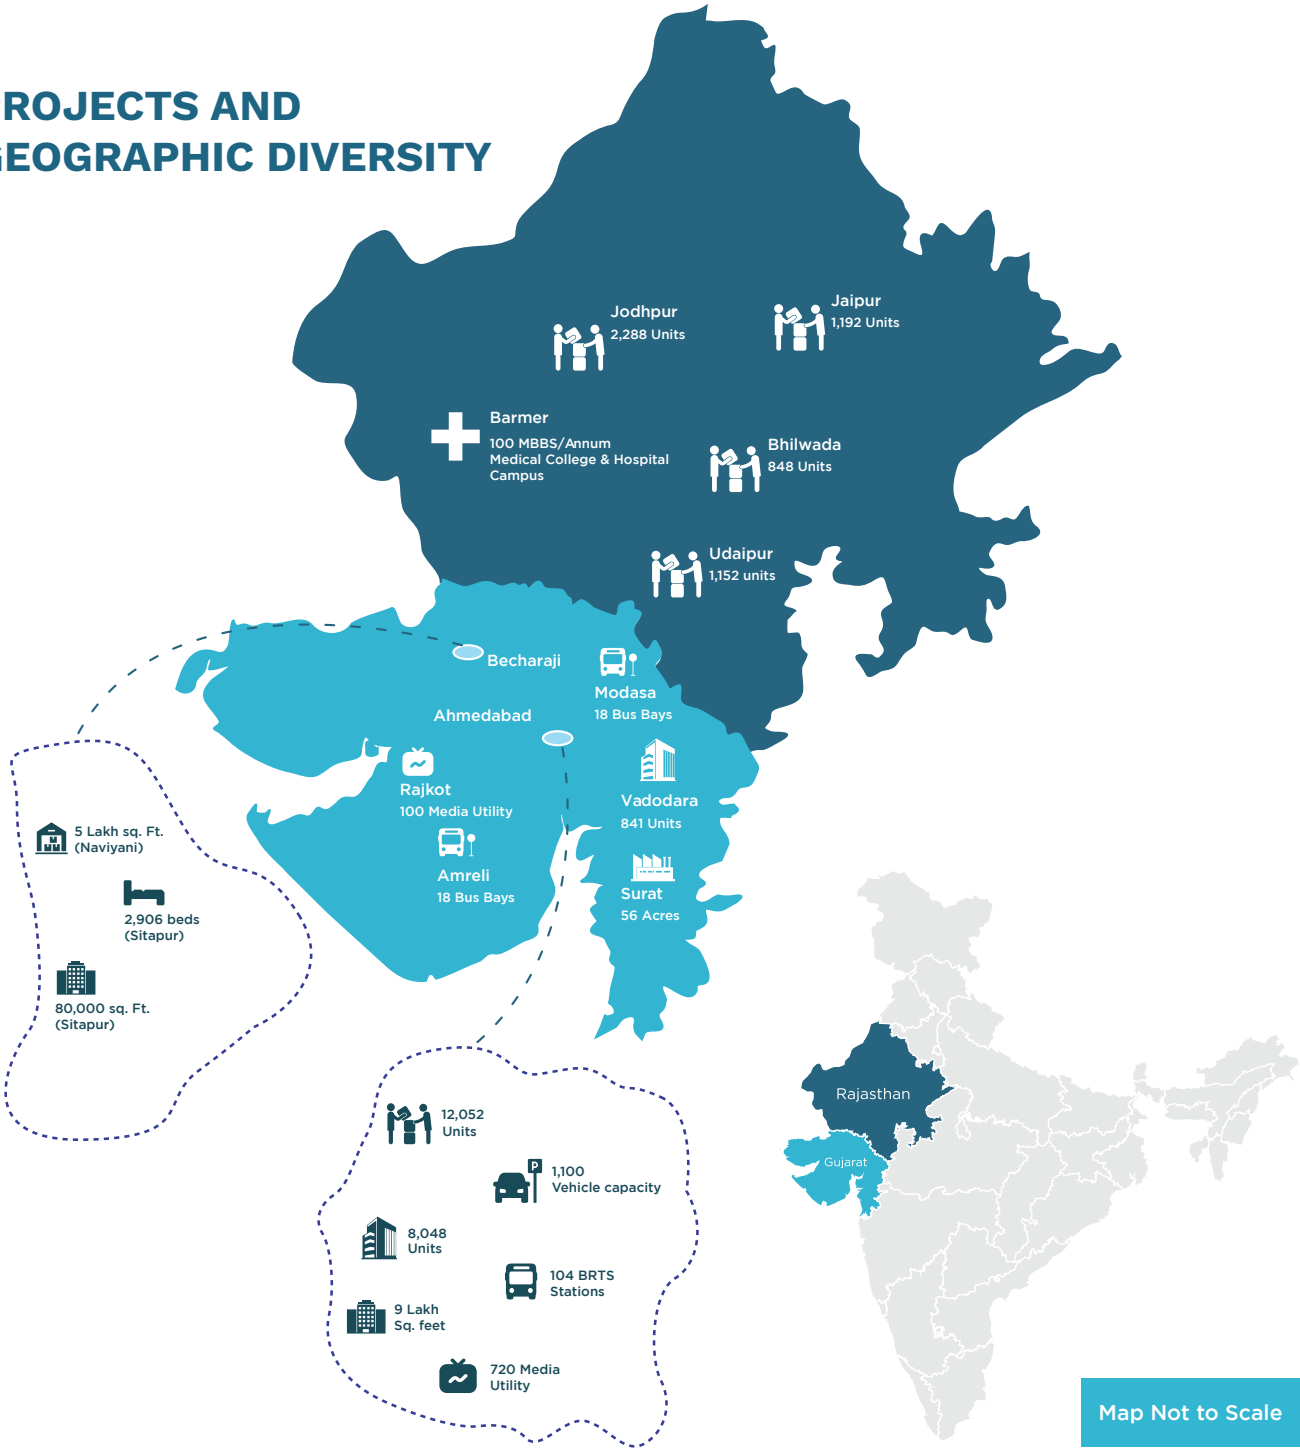 ROJECTS AND
EOGRAPHIC DIVERSITY
Jodhpur
2,288 Units
Jaipur
1,192 Units
Barmer
100 MBBS/Annum
Medical College & Hospital
Campus
Bhilwada
848 Units
Udaipur
1,152 units
Becharaji
Modasa
18 Bus Bays
Ahmedabad
Rajkot
100 Media Utility
Vadodara
841 Units
Amreli
18 Bus Bays
Surat
56 Acres
5 Lakh sq. Ft.
(Naviyani)
2,906 beds
(Sitapur)
80,000 sq. Ft.
(Sitapur)
12,052
Units
P
1,100
Vehicle capacity
8,048
Units
104 BRTS
Stations
9 Lakh
Sq. feet
720 Media
Utility
Rajasthan
Gujarat
Map Not to Scale